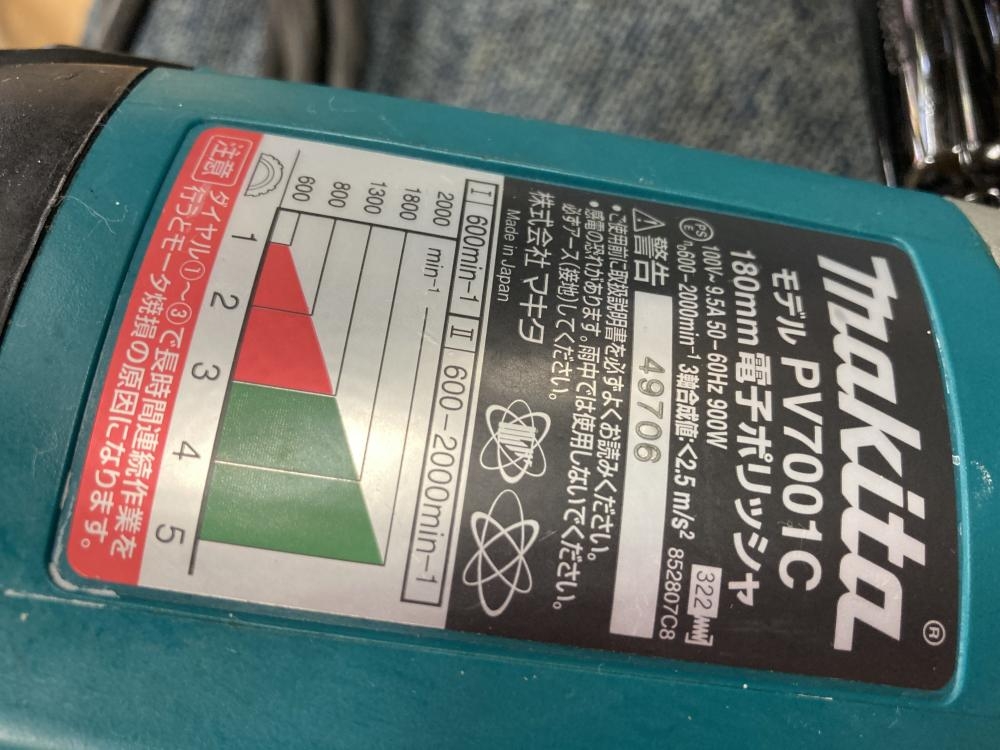 makita®
モデル PV7001C
180mm 電子ポリッシャ
PS E 100V- 9.5A 50-60Hz 900W
n₀600-2000min⁻¹ 3軸合成値:<2.5 m/s²
322
警告 49706 852807C8
・ご使用前に取扱説明書を必ずよくお読みください。
・感電の恐れがあります。雨中では使用しないでください。
必ずアース(接地)してください。
株式会社 マキタ
Made in Japan
I 600min-1 II 600-2000min-1
2000 min⁻¹
1800
1300
800
600
1 2 3 4 5
注意 ダイヤル①~③で長時間連続作業を
行うとモータ焼損の原因になります。